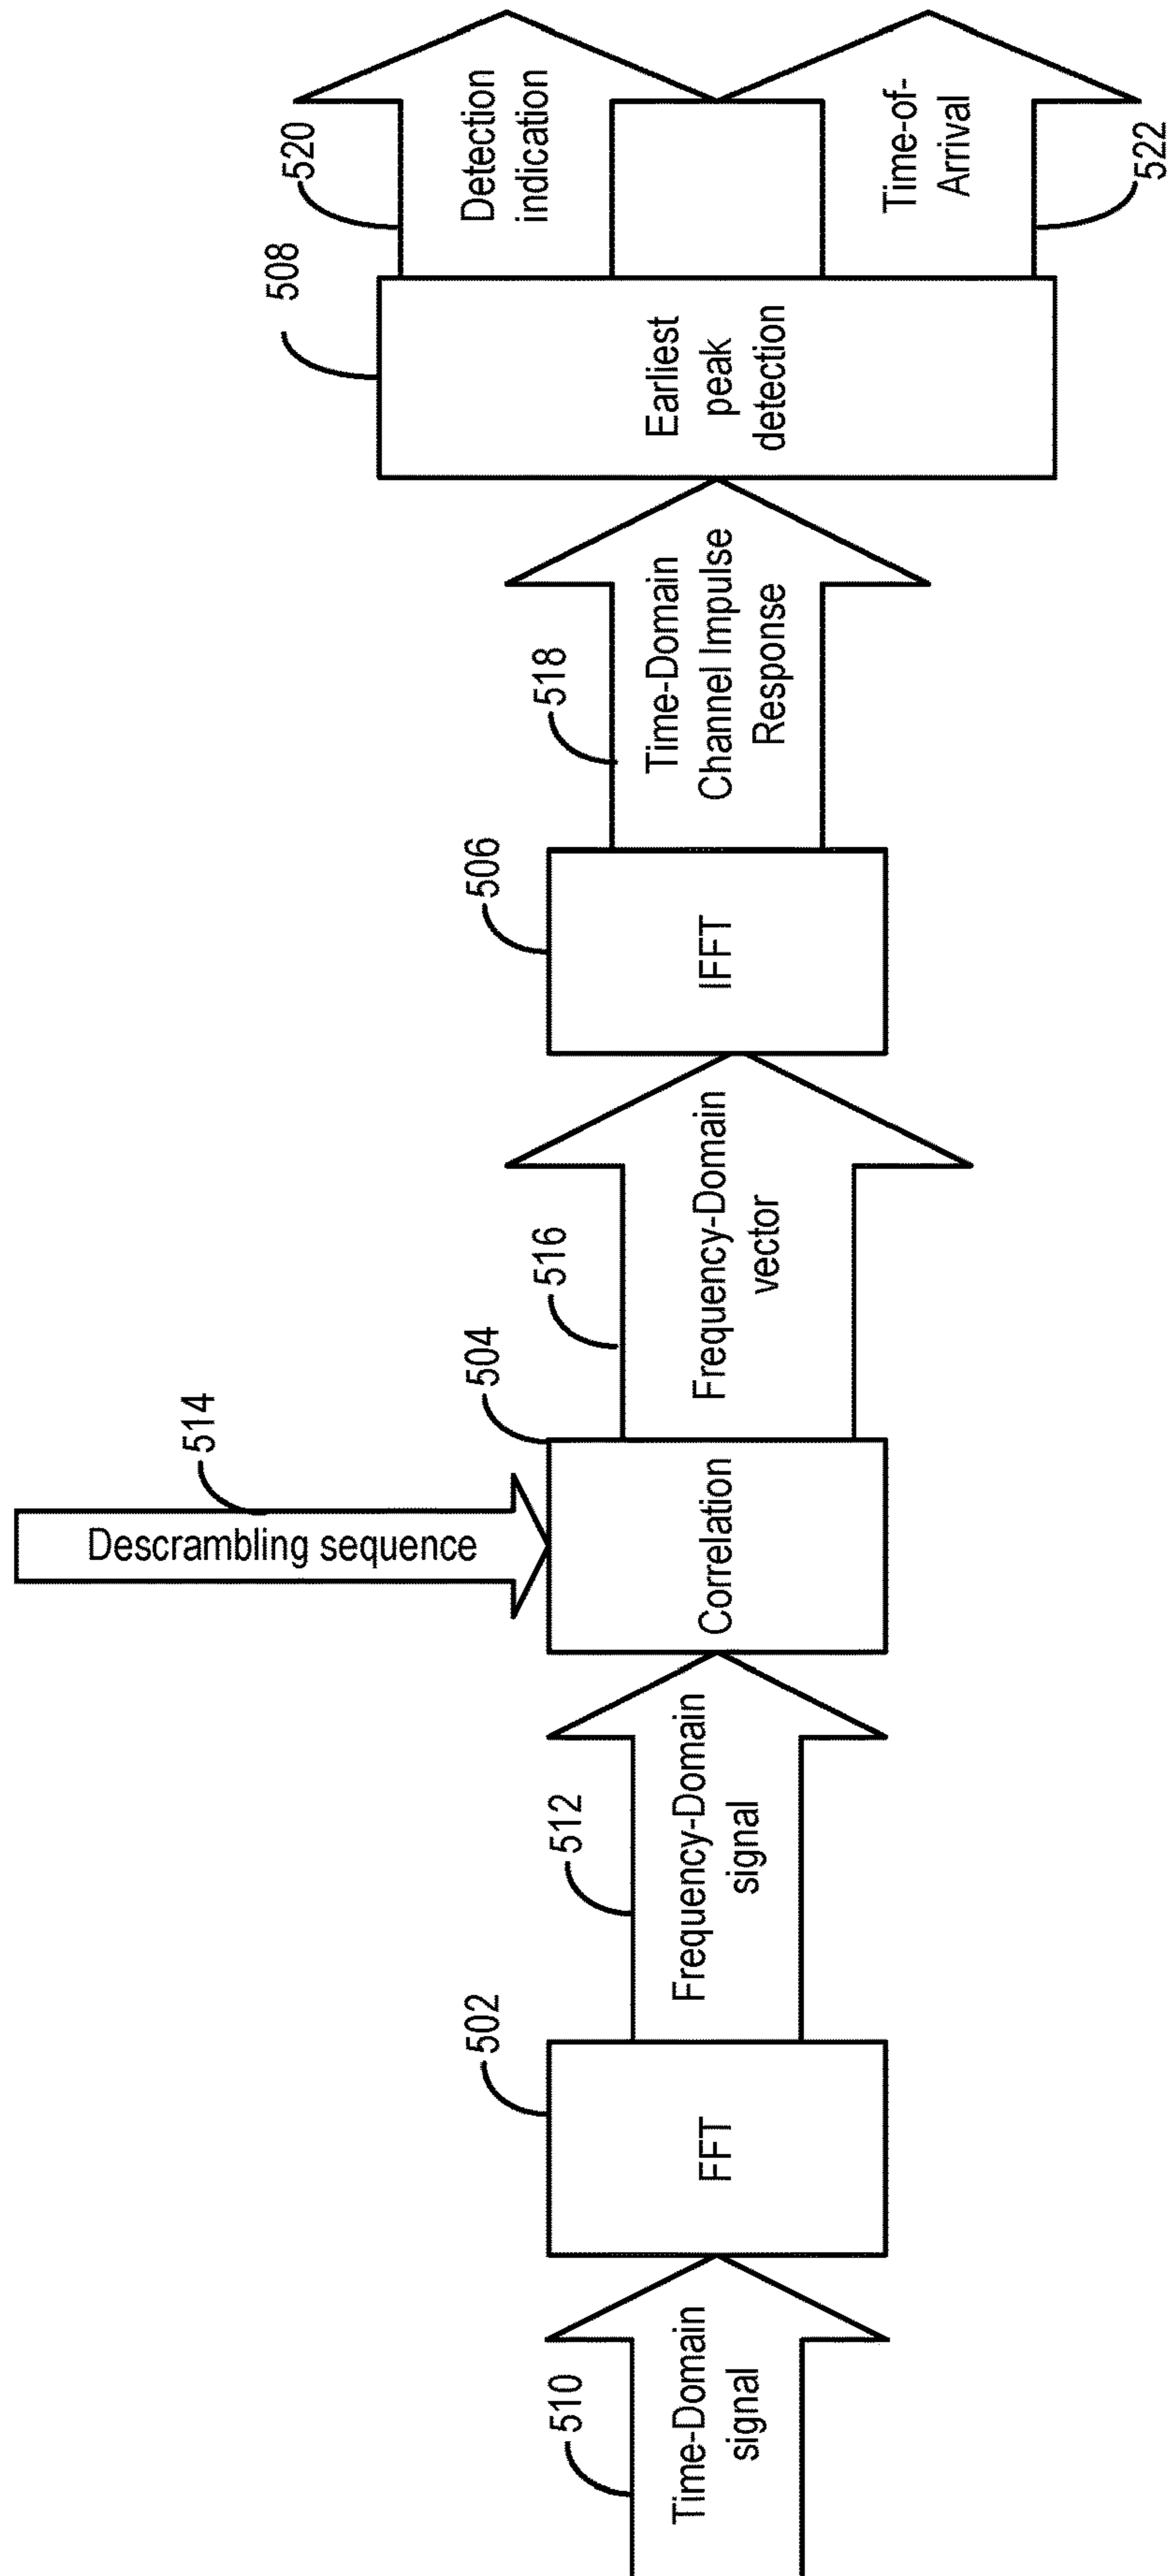 510
Time-Domain
signal
502
FFT
512
Frequency-Domain
signal
514
Descrambling sequence
504
Correlation
516
Frequency-Domain
vector
506
IFFT
518
Time-Domain
Channel Impulse
Response
508
Earliest
peak
detection
520
Detection
indication
Time-of-
Arrival
522